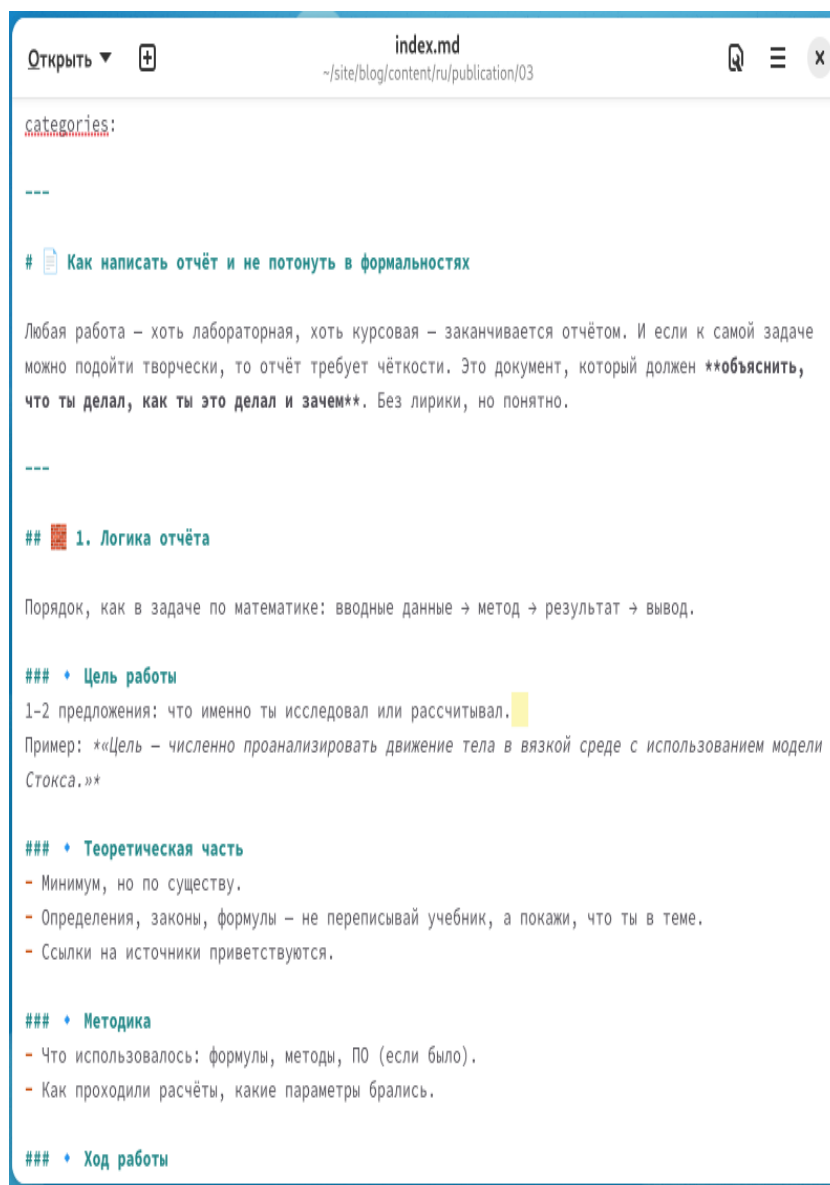 Открыть
index.md
~/site/blog/content/ru/publication/03
categories:
---
# 📄 Как написать отчёт и не потонуть в формальностях
Любая работа – хоть лабораторная, хоть курсовая – заканчивается отчётом. И если к самой задаче
можно подойти творчески, то отчёт требует чёткости. Это документ, который должен **объяснить,
что ты делал, как ты это делал и зачем**. Без лирики, но понятно.
---
## 🧱 1. Логика отчёта
Порядок, как в задаче по математике: вводные данные → метод → результат → вывод.
### 🔹 Цель работы
1–2 предложения: что именно ты исследовал или рассчитывал.
Пример: *«Цель – численно проанализировать движение тела в вязкой среде с использованием модели
Стокса.»*
### 🔹 Теоретическая часть
- Минимум, но по существу.
- Определения, законы, формулы – не переписывай учебник, а покажи, что ты в теме.
- Ссылки на источники приветствуются.
### 🔹 Методика
- Что использовалось: формулы, методы, ПО (если было).
- Как проходили расчёты, какие параметры брались.
### 🔹 Ход работы